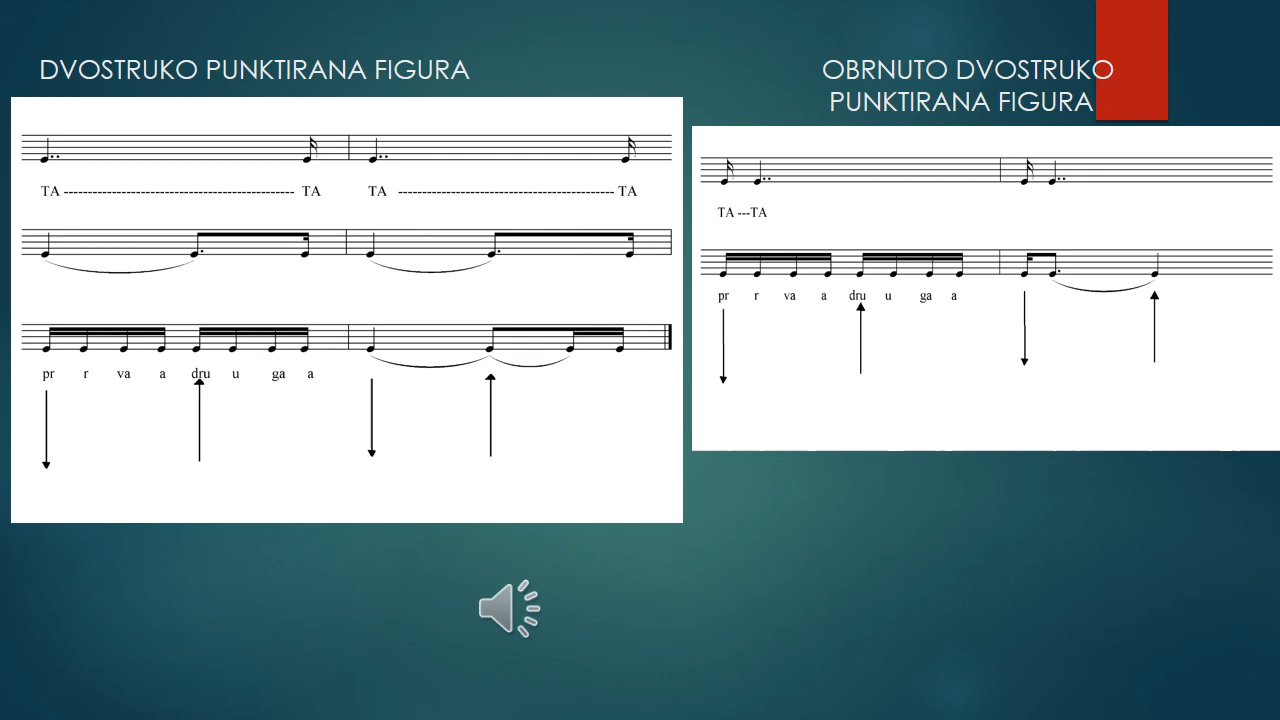 DVOSTRUKO PUNKTIRANA FIGURA
TA ------------------------------------------------ TA TA --------------------------------------------- TA
pr r va a dru u ga a
OBRNUTO DVOSTRUKO
PUNKTIRANA FIGURA
TA ---TA
pr r va a dru u ga a